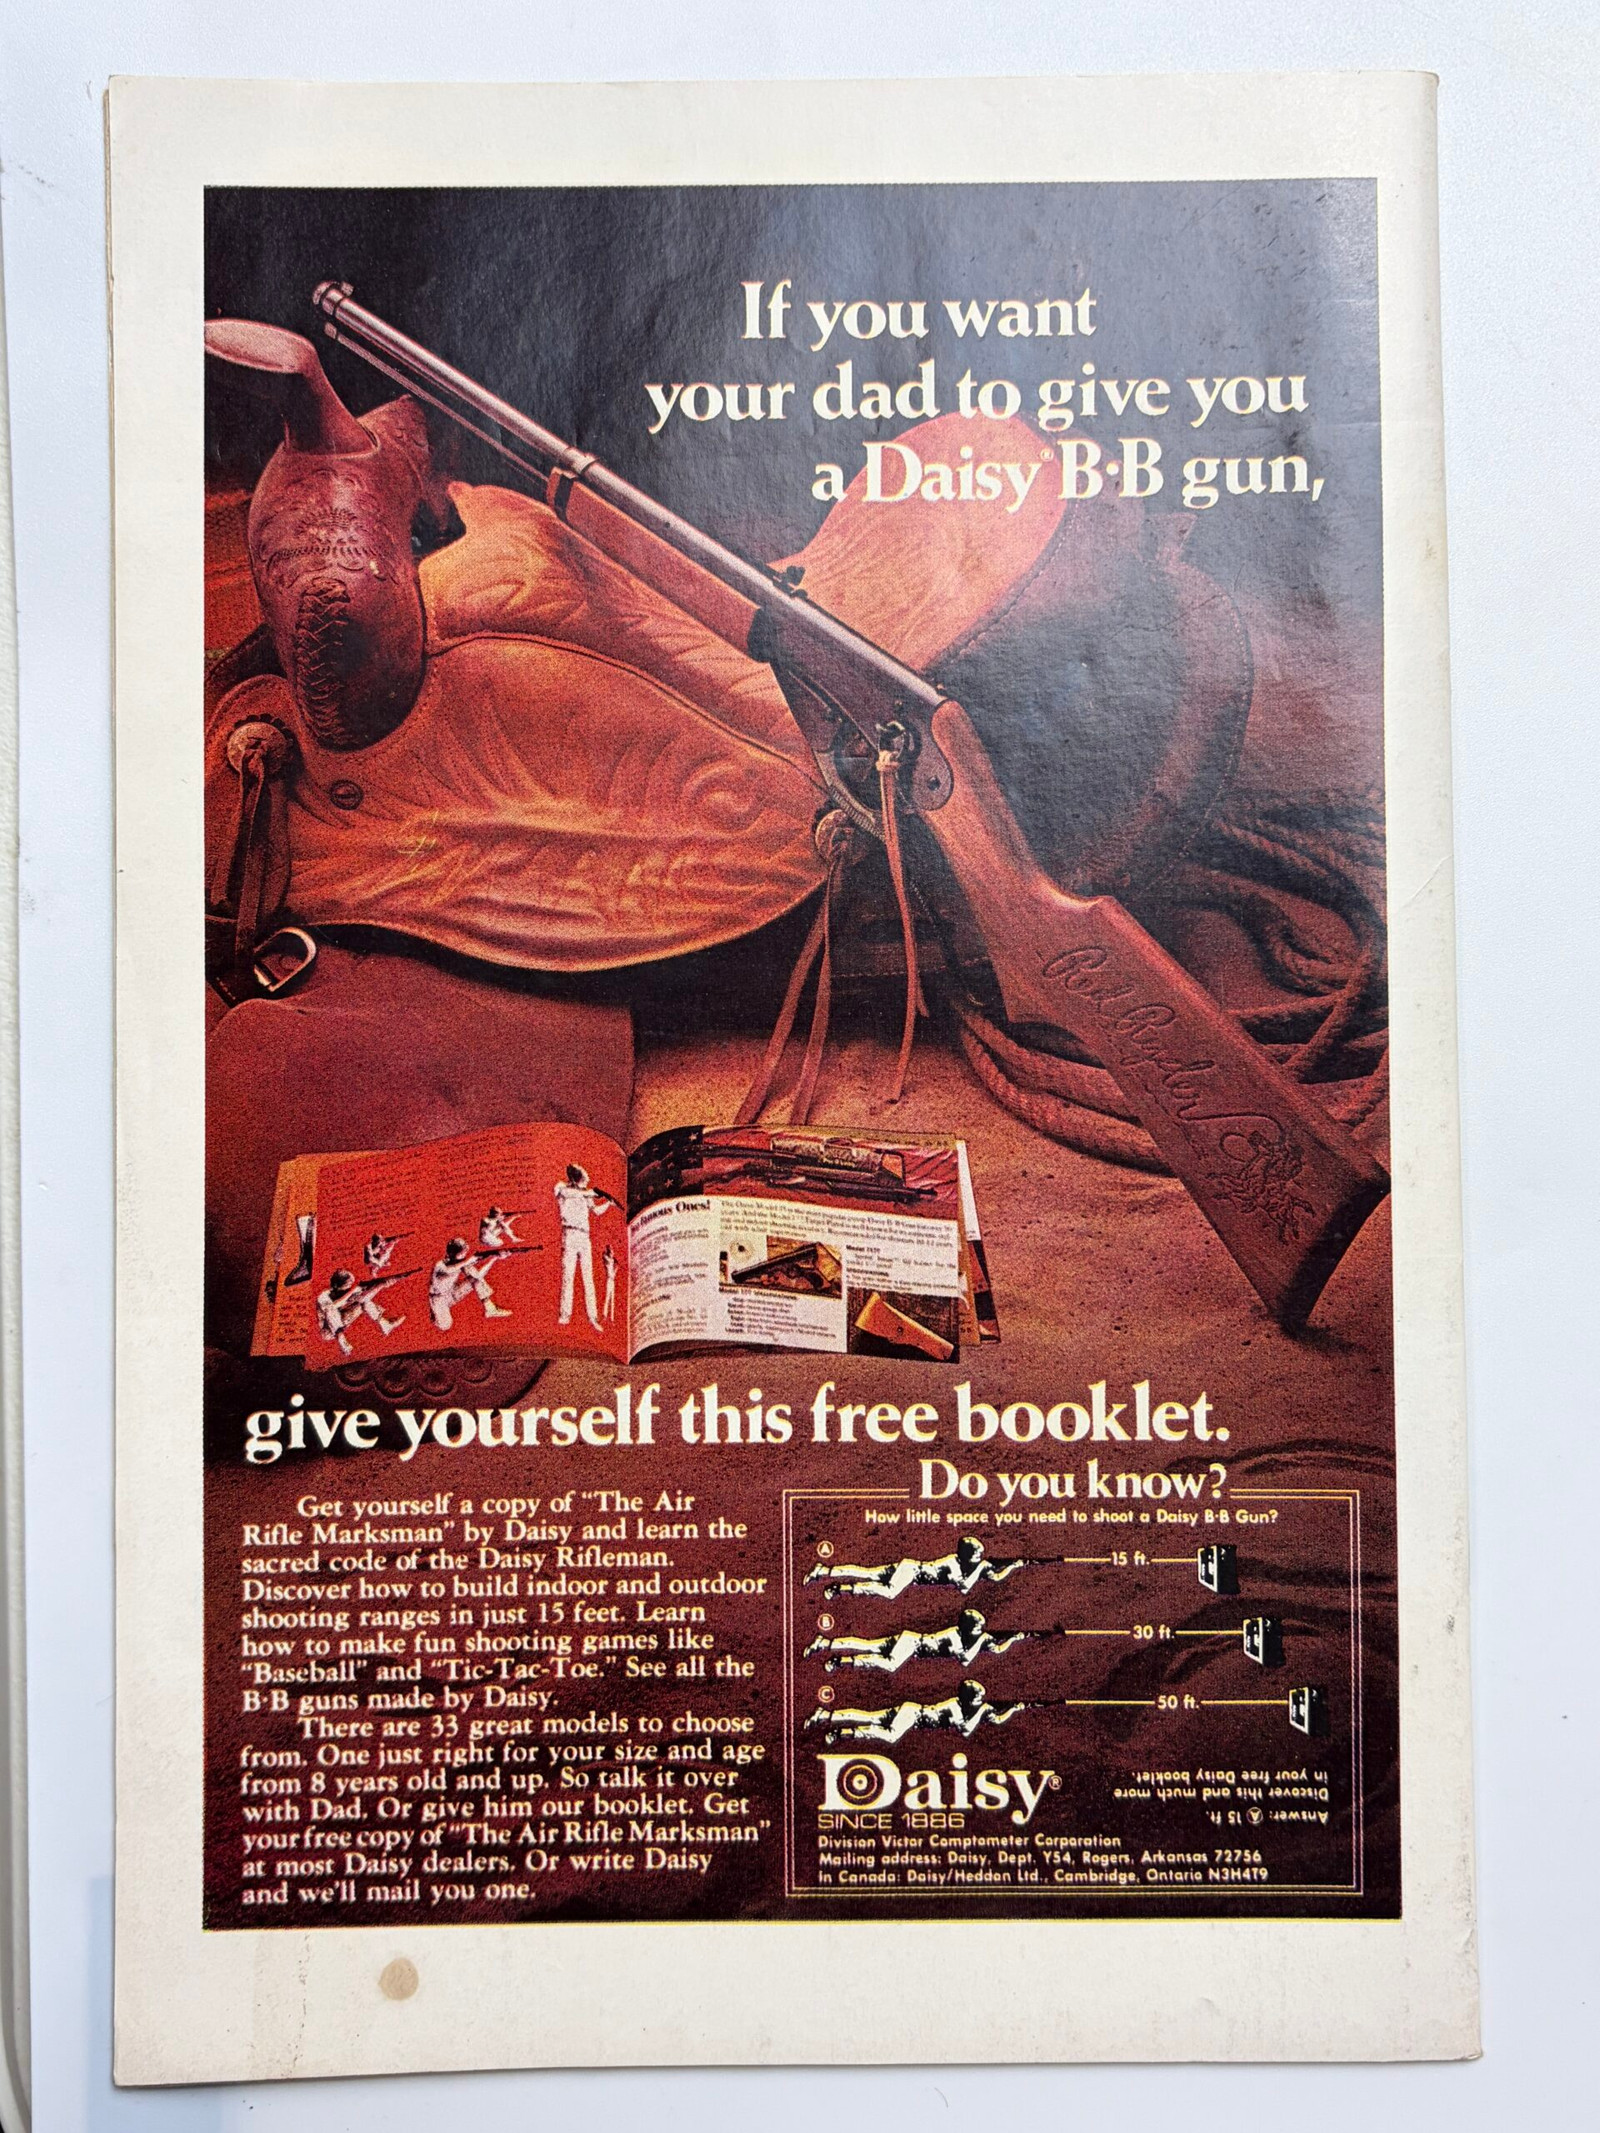 If you want
your dad to give you
a Daisy® B·B gun,
Red Ryder
Famous Ones!
give yourself this free booklet.
Get yourself a copy of “The Air
Rifle Marksman” by Daisy and learn the
sacred code of the Daisy Rifleman.
Discover how to build indoor and outdoor
shooting ranges in just 15 feet. Learn
how to make fun shooting games like
“Baseball” and “Tic-Tac-Toe.” See all the
B·B guns made by Daisy.
There are 33 great models to choose
from. One just right for your size and age
from 8 years old and up. So talk it over
with Dad. Or give him our booklet. Get
your free copy of “The Air Rifle Marksman”
at most Daisy dealers. Or write Daisy
and we'll mail you one.
Do you know?
How little space you need to shoot a Daisy B·B Gun?
A 15 ft.
B 30 ft.
C 50 ft.
Daisy®
SINCE 1886
Answer: A 15 ft.
Discover this and much more
in your free Daisy booklet.
Division Victor Comptometer Corporation
Mailing address: Daisy, Dept. Y54, Rogers, Arkansas 72756
In Canada: Daisy/Heddon Ltd., Cambridge, Ontario N3H4T9